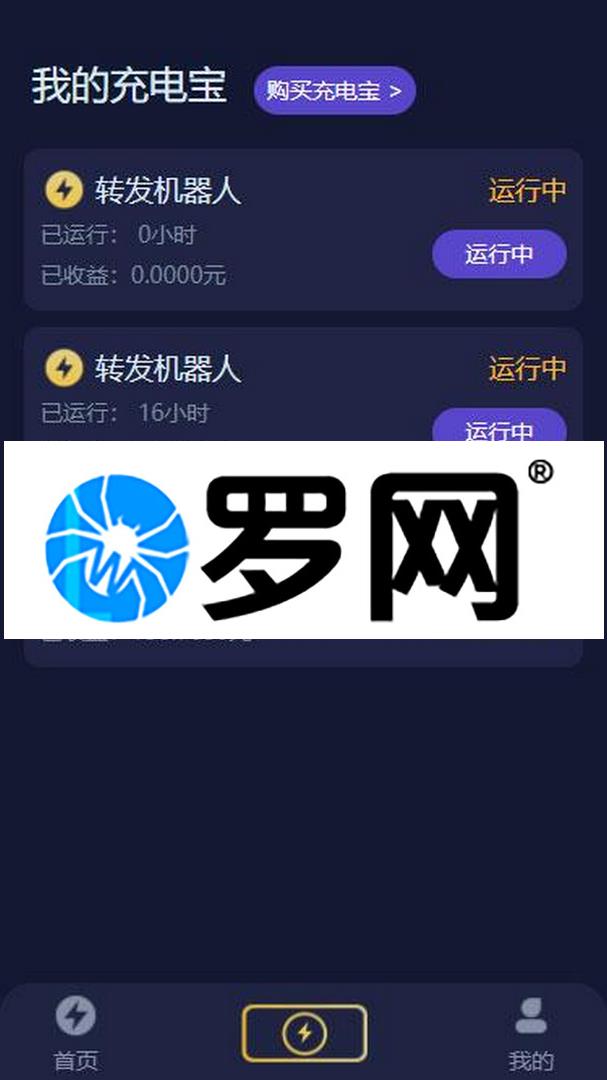 我的充电宝
购买充电宝 >
转发机器人
运行中
已运行: 0小时
运行中
已收益: 0.0000元
转发机器人
运行中
已运行: 16小时
运行中
罗网®
首页
我的